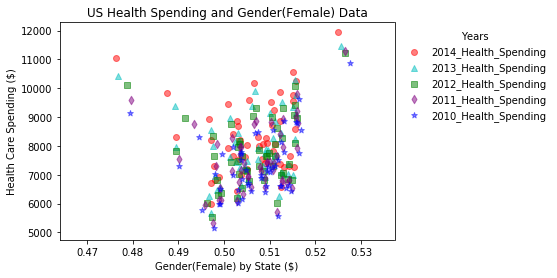 US Health Spending and Gender(Female) Data
12000
11000
10000
9000
8000
7000
6000
5000
Health Care Spending ($)
0.47
0.48
0.49
0.50
0.51
0.52
0.53
Gender(Female) by State ($)
Years
2014_Health_Spending
2013_Health_Spending
2012_Health_Spending
2011_Health_Spending
2010_Health_Spending